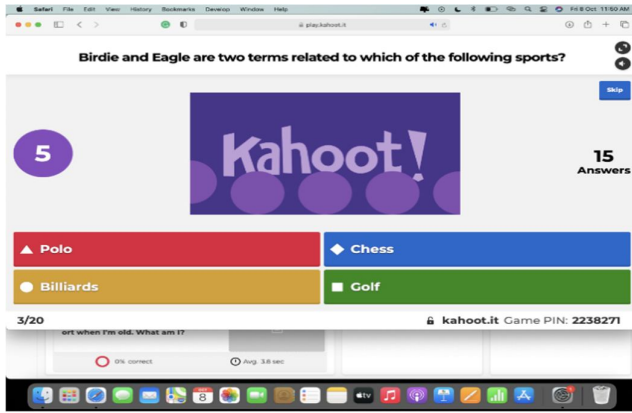 Safari File Edit View History Bookmarks Develop Window Help
Fri 8 Oct 11:50 AM
play.kahoot.it
Birdie and Eagle are two terms related to which of the following sports?
Skip
5
Kahoot!
15
Answers
Polo
Chess
Billiards
Golf
3/20
kahoot.it Game PIN: 2238271
ort when I'm old. What am I?
0% correct
Avg. 3.8 sec
OCT
8
tv